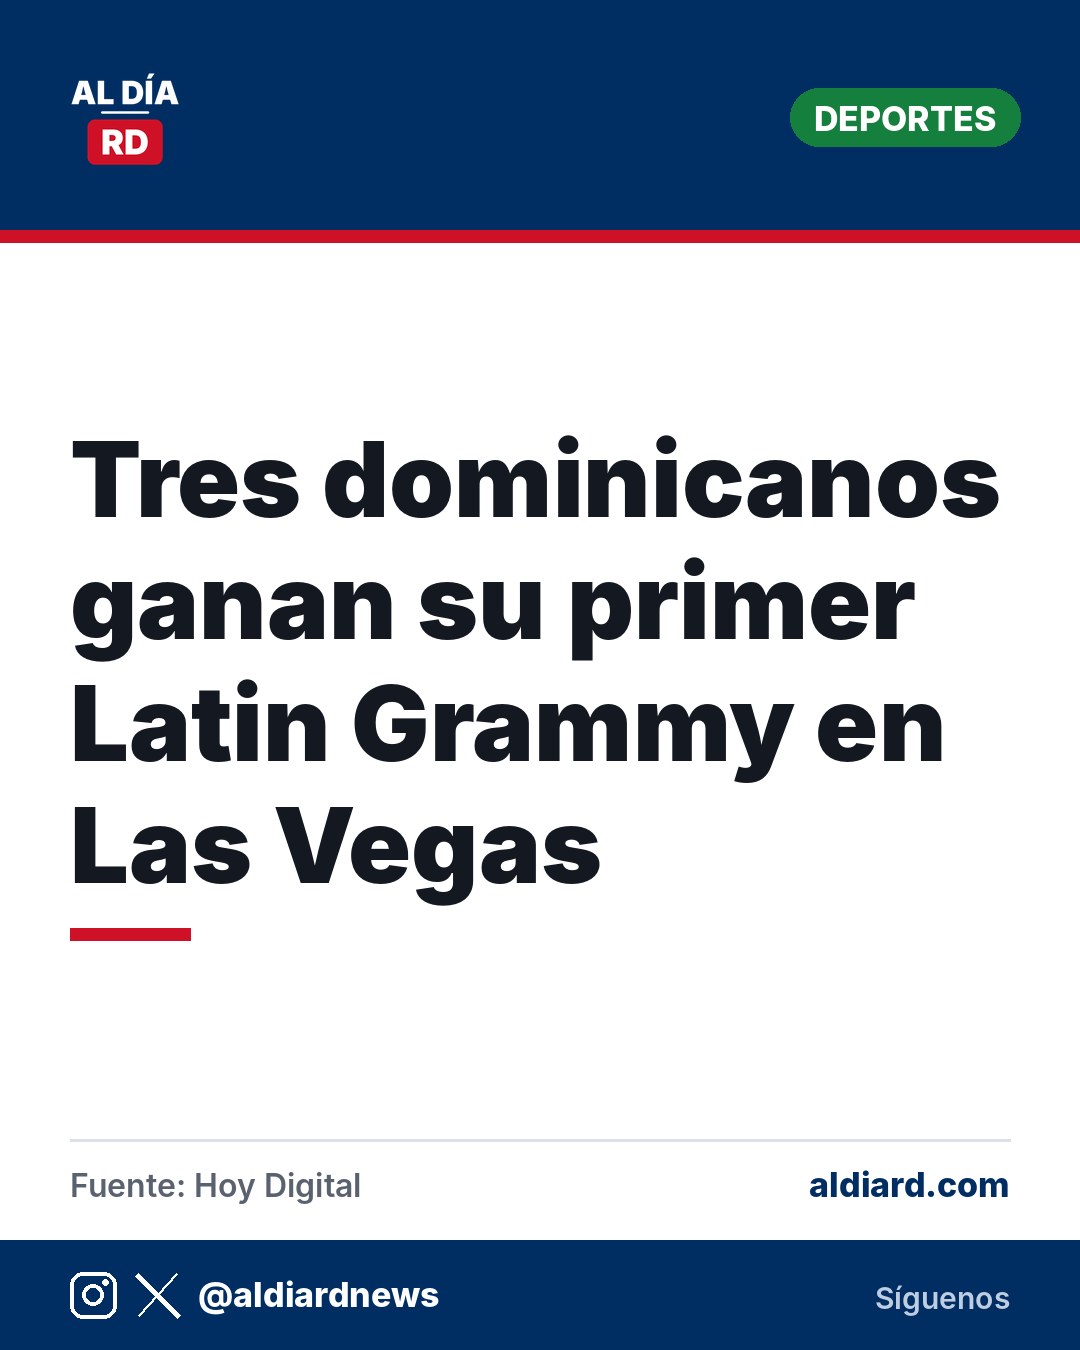 AL DÍA
RD
DEPORTES
Tres dominicanos
ganan su primer
Latin Grammy en
Las Vegas
Fuente: Hoy Digital
aldiard.com
@aldiardnews
Síguenos